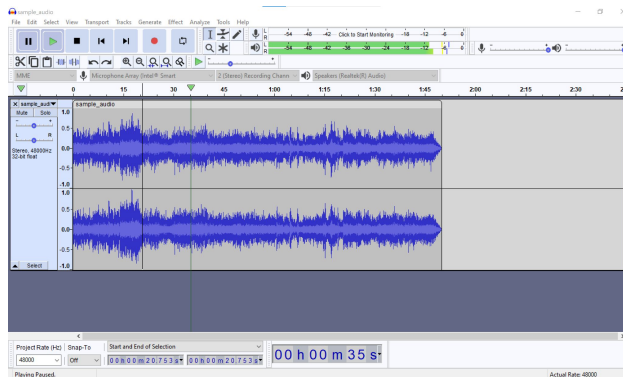 sample_audio
File Edit Select View Transport Tracks Generate Effect Analyze Tools Help
L
R
-54 -48 -42 Click to Start Monitoring -18 -12 -6 0
L
R
-54 -48 -42 -36 -30 -24 -18 -12 -6 0
MME
Microphone Array (Intel® Smart
2 (Stereo) Recording Chann
Speakers (Realtek(R) Audio)
0 15 30 45 1:00 1:15 1:30 1:45 2:00 2:15 2:30
X sample_audi
sample_audio
Mute Solo
L R
Stereo, 48000Hz
32-bit float
Select
1.0
0.5
0.0
-0.5
-1.0
1.0
0.5
0.0
-0.5
-1.0
Project Rate (Hz) Snap-To Start and End of Selection
48000 Off 00 h 00 m 20.753 s 00 h 00 m 20.753 s
00 h 00 m 35 s
Playing Paused.
Actual Rate: 48000